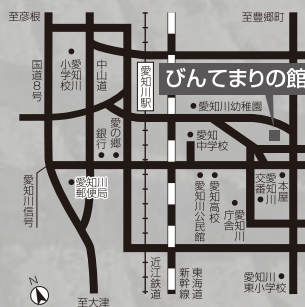 至彦根
至豊郷町
国道8号
愛知川
小学校
中山道
愛知川駅
びんてまりの館
愛知川幼稚園
愛の郷
銀行
愛知
中学校
愛知川
郵便局
愛知川信号
愛知川公民館
愛知高校
愛知川
庁舎
愛知川
交番
本屋
近江鉄道
東海道
新幹線
愛知川
東小学校
至大津
N